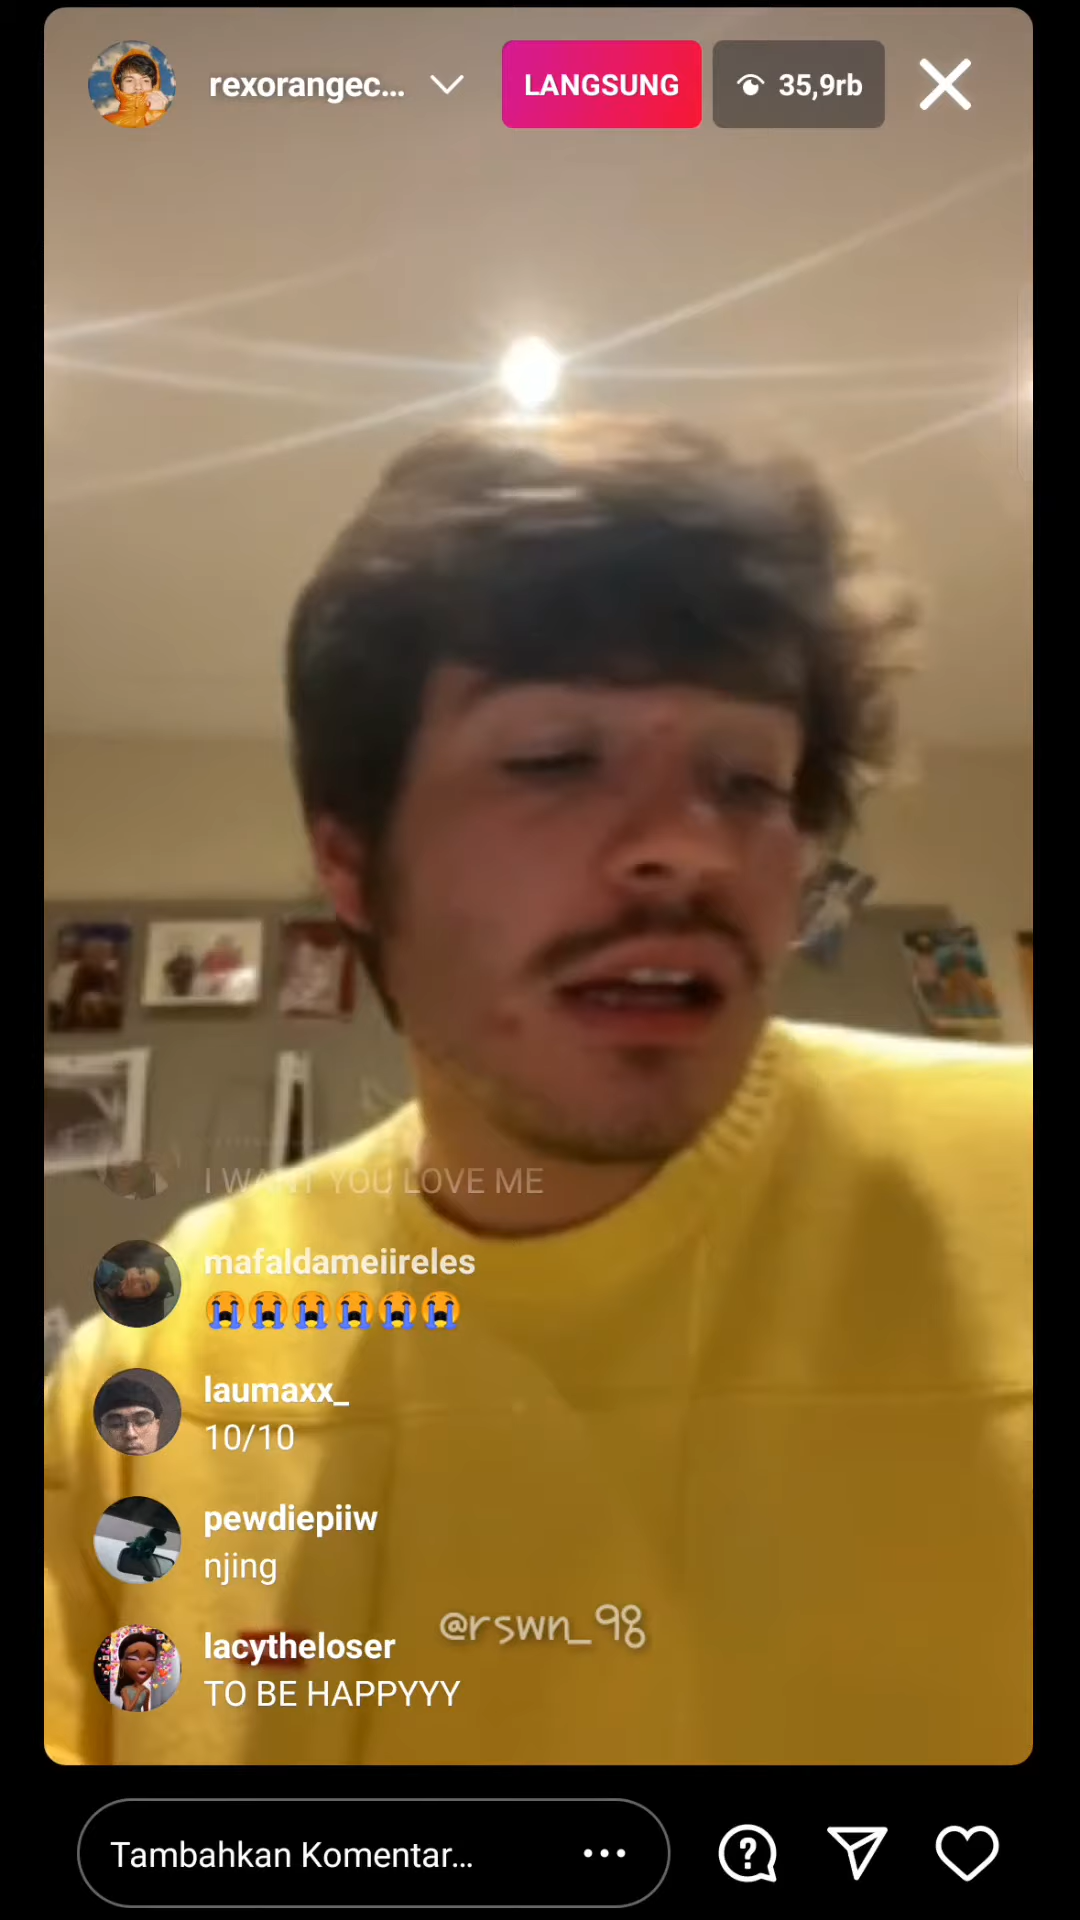 rexorangec...
LANGSUNG
35,9rb
I WANT YOU LOVE ME
mafaldameiireles
😭😭😭😭😭😭
laumaxx_
10/10
pewdiepiiw
njing
@rswn_98
lacytheloser
TO BE HAPPYYY
Tambahkan Komentar...